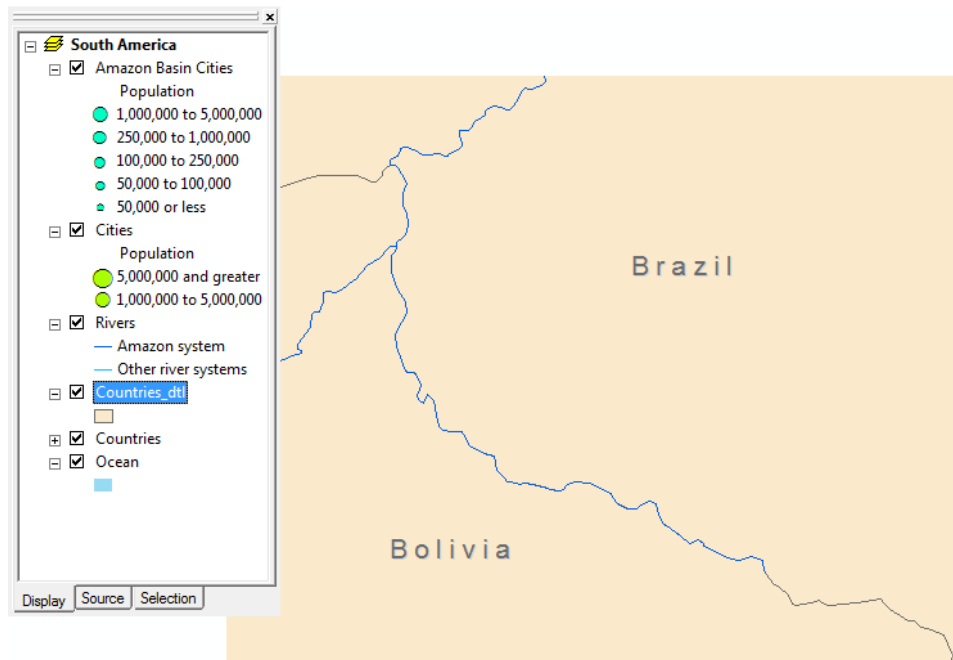 South America
Amazon Basin Cities
Population
1,000,000 to 5,000,000
250,000 to 1,000,000
100,000 to 250,000
50,000 to 100,000
50,000 or less
Cities
Population
5,000,000 and greater
1,000,000 to 5,000,000
Rivers
Amazon system
Other river systems
Countries_dtl
Countries
Ocean
Display Source Selection
Brazil
Bolivia